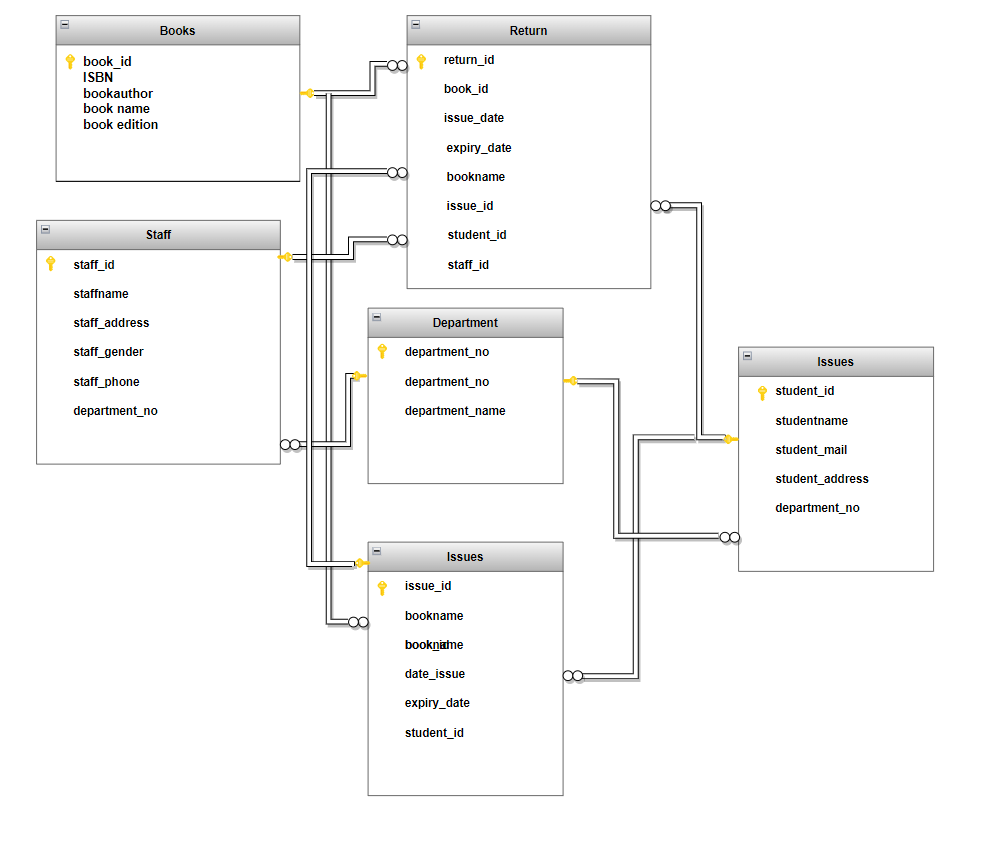 Books
book_id
ISBN
bookauthor
book name
book edition
Return
return_id
book_id
issue_date
expiry_date
bookname
issue_id
student_id
staff_id
Staff
staff_id
staffname
staff_address
staff_gender
staff_phone
department_no
Department
department_no
department_no
department_name
Issues
student_id
studentname
student_mail
student_address
department_no
Issues
issue_id
bookname
date_issue
expiry_date
student_id